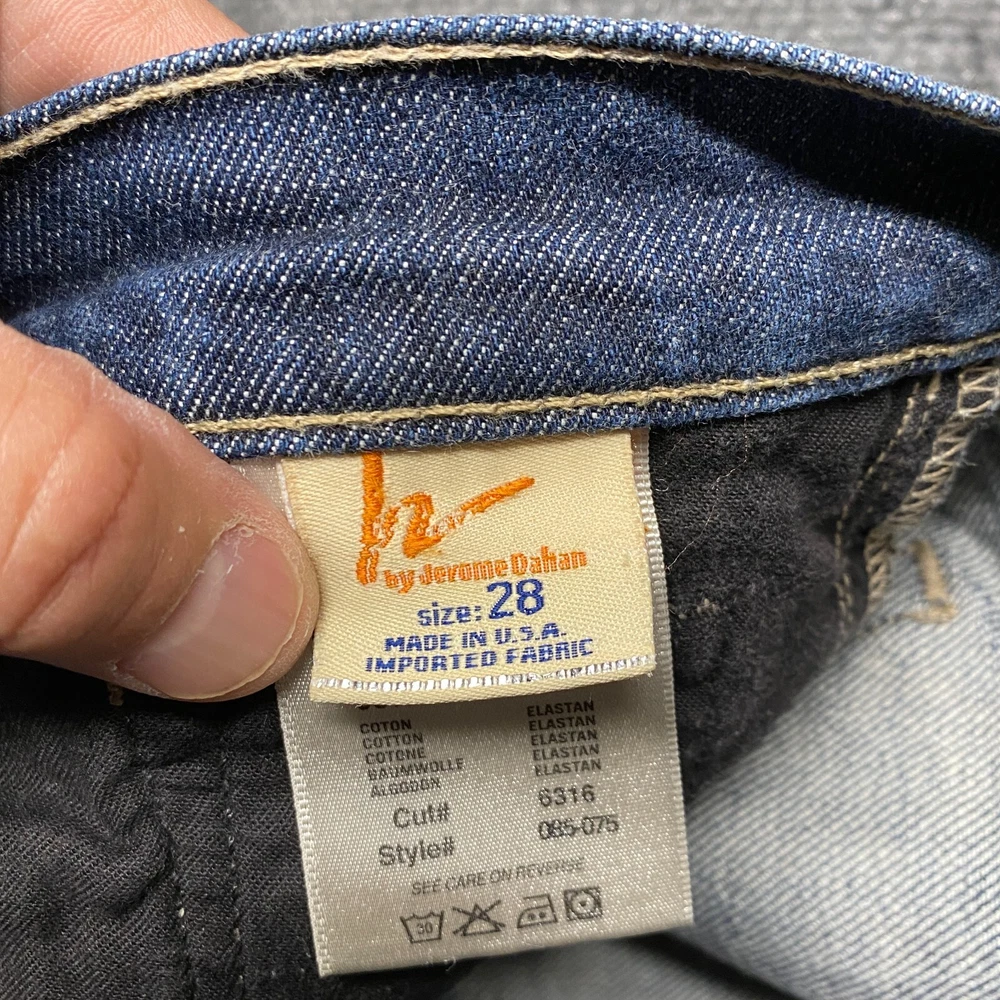 by Jerome Dahan
size: 28
MADE IN U.S.A.
IMPORTED FABRIC
COTON ELASTAN
COTTON ELASTAN
COTONE ELASTAN
BAUMWOLLE ELASTAN
ALGODON ELASTAN
Cut# 6316
Style# 085-075
SEE CARE ON REVERSE
30